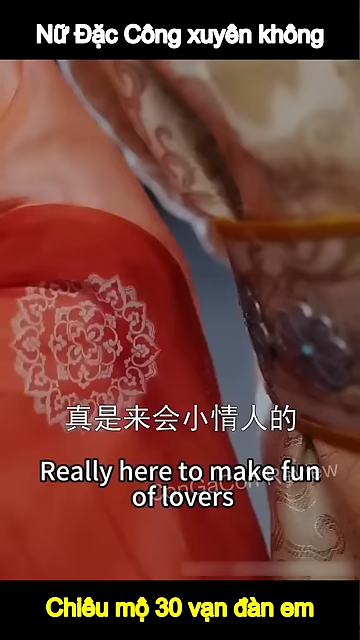 Nữ Đặc Công xuyên không
真是来会小情人的
Really here to make fun
of lovers
Chiêu mộ 30 vạn đàn em